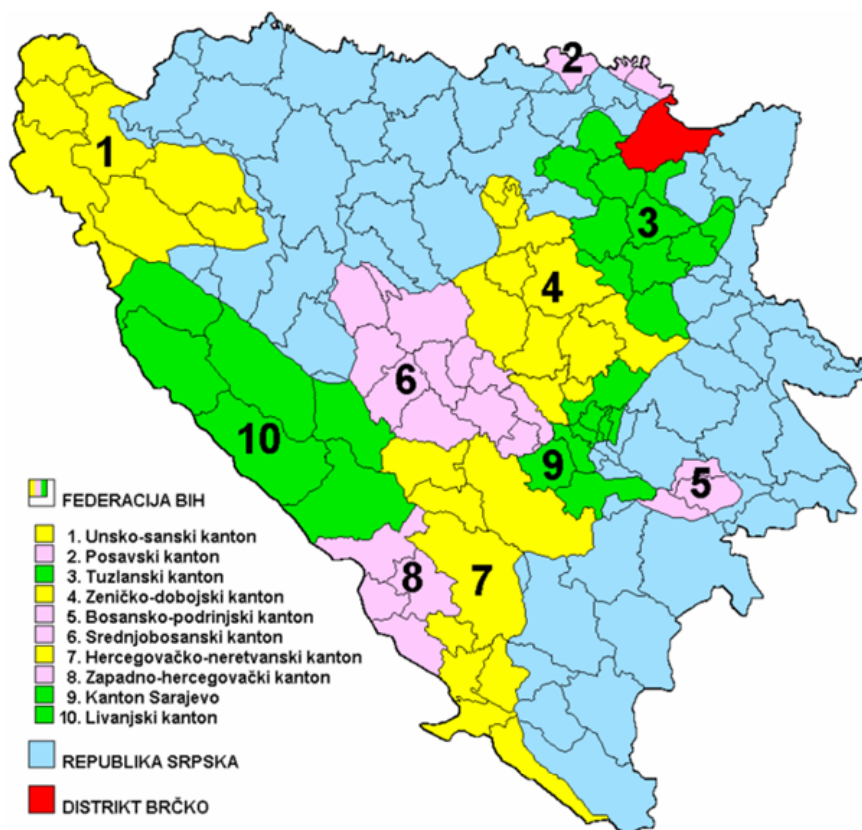 2
1
3
4
6
10
9
5
8
7
FEDERACIJA BIH
1. Unsko-sanski kanton
2. Posavski kanton
3. Tuzlanski kanton
4. Zeničko-dobojski kanton
5. Bosansko-podrinjski kanton
6. Srednjobosanski kanton
7. Hercegovačko-neretvanski kanton
8. Zapadno-hercegovački kanton
9. Kanton Sarajevo
10. Livanjski kanton
REPUBLIKA SRPSKA
DISTRIKT BRČKO